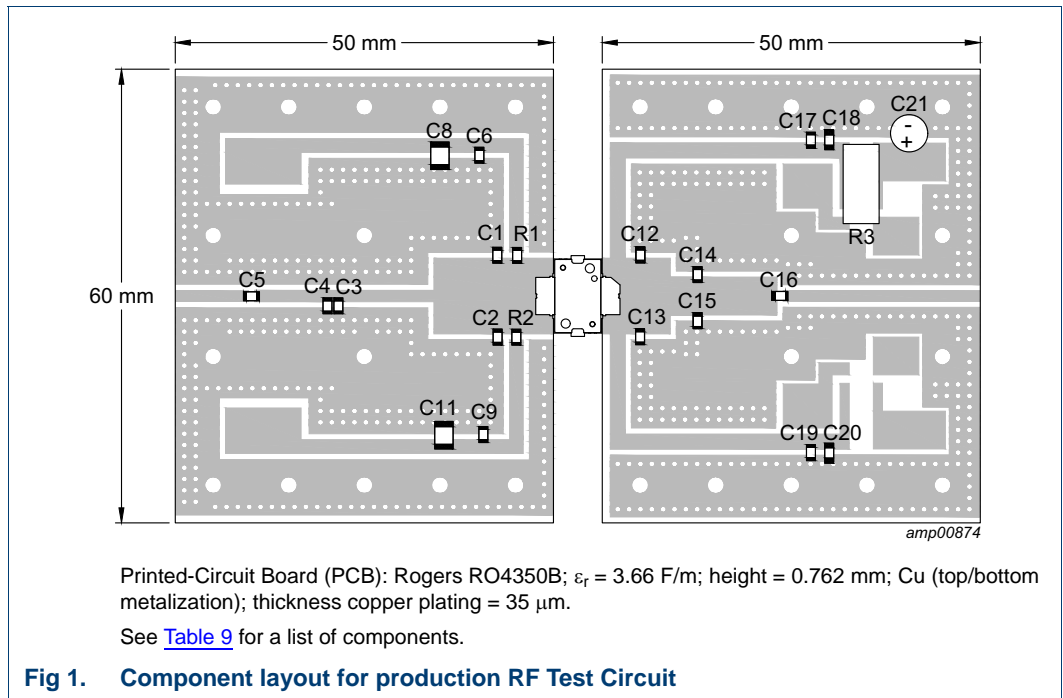 50 mm
50 mm
60 mm
C8
C6
C17
C18
C21
-
+
R3
C1
R1
C12
C14
C5
C4
C3
C16
C2
R2
C13
C15
C11
C9
C19
C20
amp00874
Printed-Circuit Board (PCB): Rogers RO4350B; εr = 3.66 F/m; height = 0.762 mm; Cu (top/bottom
metalization); thickness copper plating = 35 μm.
See Table 9 for a list of components.
Fig 1. Component layout for production RF Test Circuit